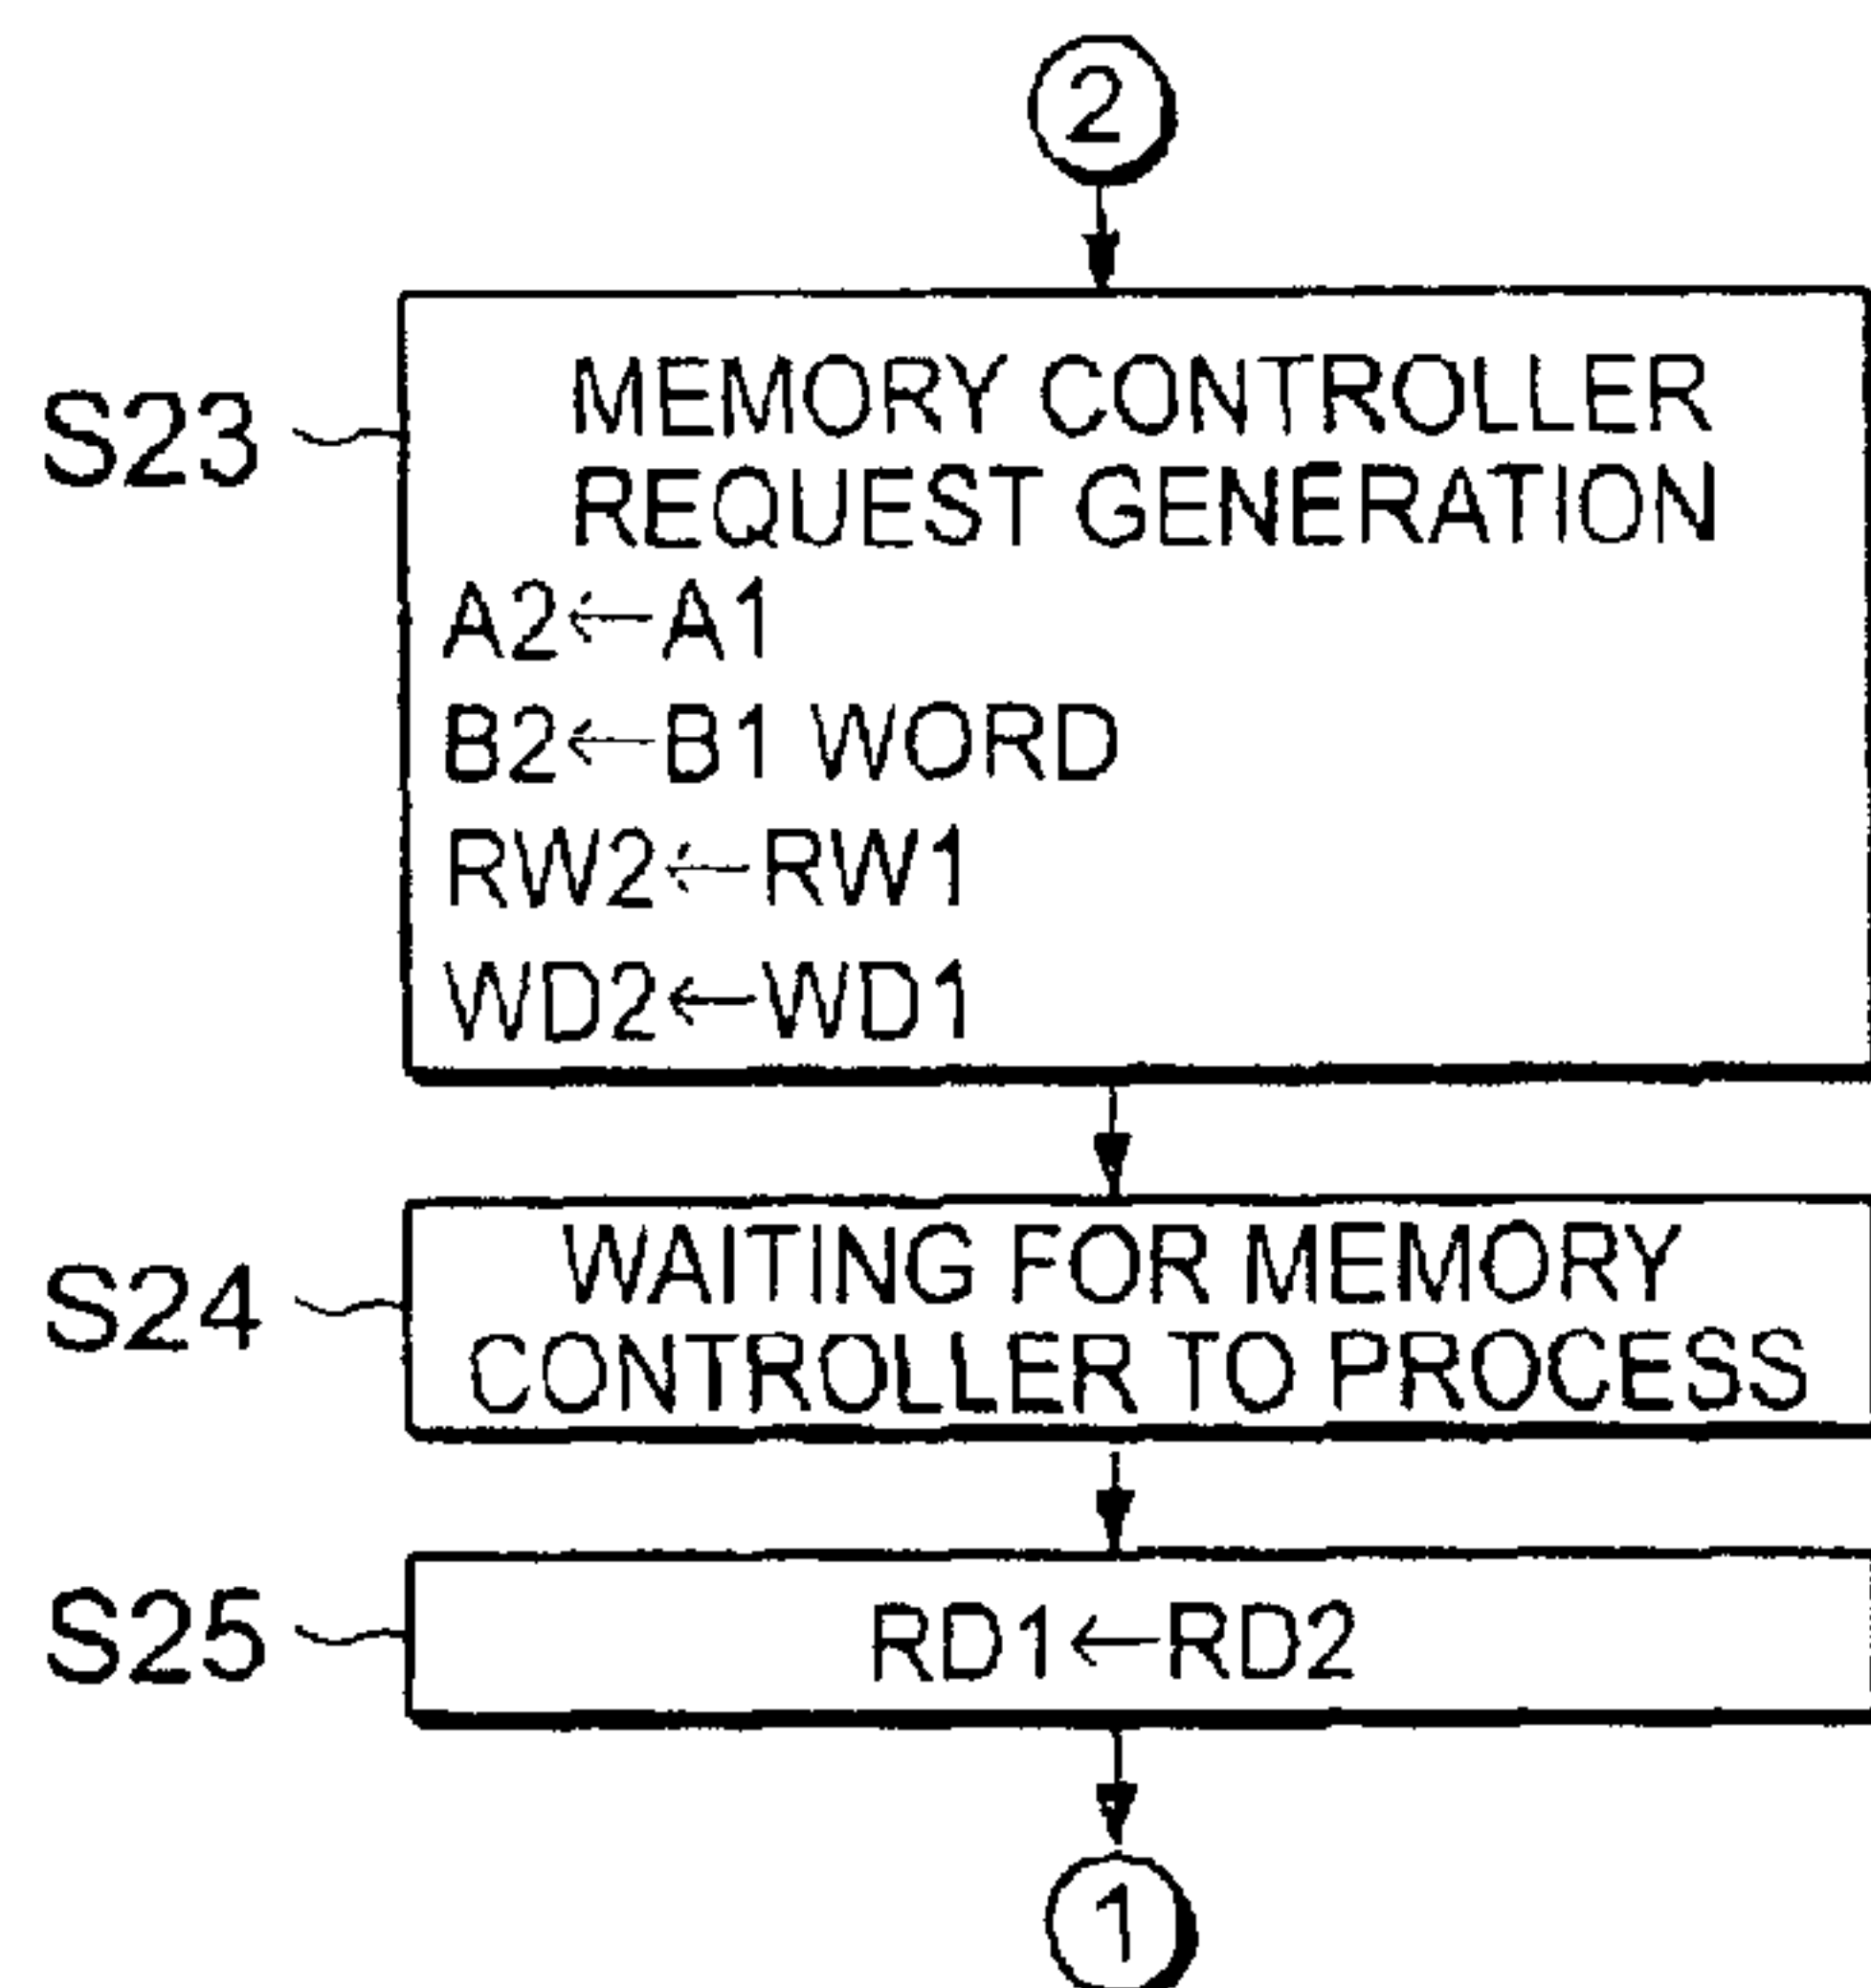 2
S23
MEMORY CONTROLLER
REQUEST GENERATION
A2←A1
B2←B1 WORD
RW2←RW1
WD2←WD1
S24
WAITING FOR MEMORY
CONTROLLER TO PROCESS
S25
RD1←RD2
1